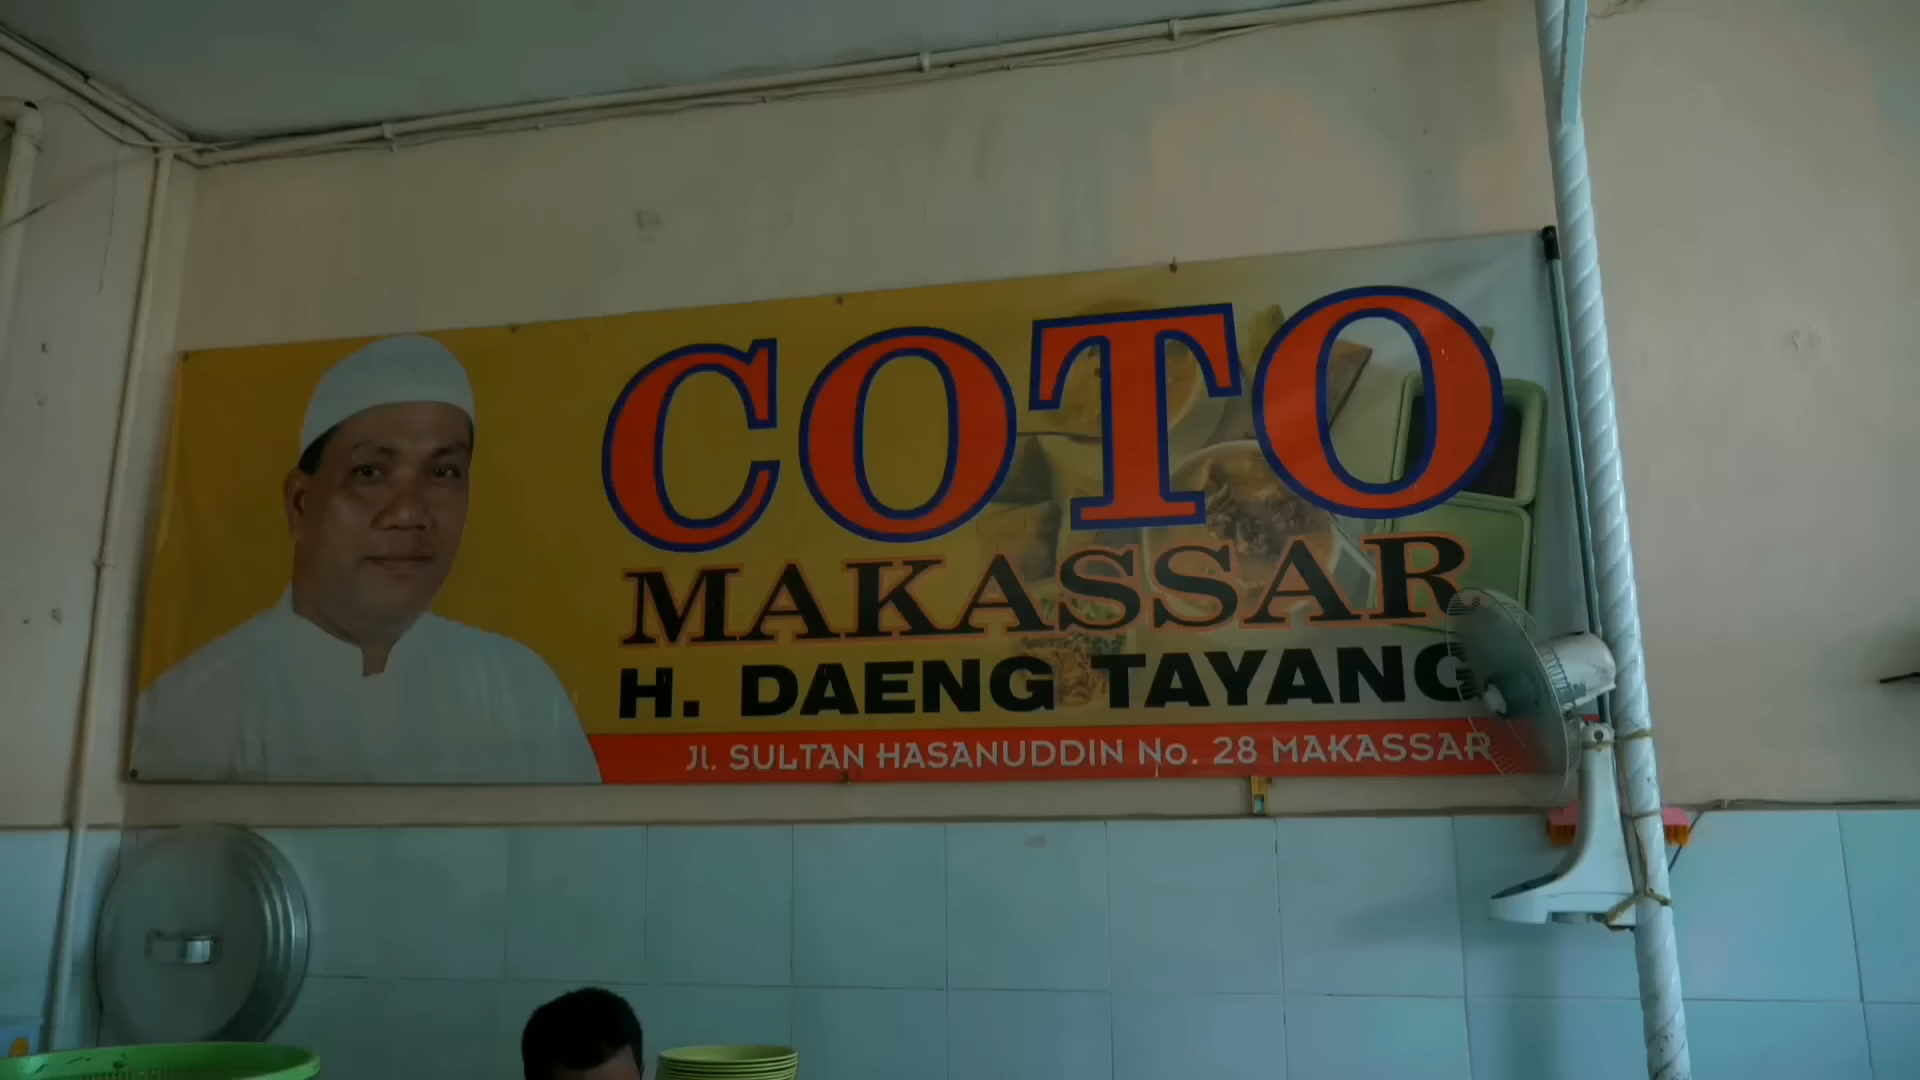 COTO
MAKASSAR
H. DAENG TAYANG
Jl. SULTAN HASANUDDIN No. 28 MAKASSAR